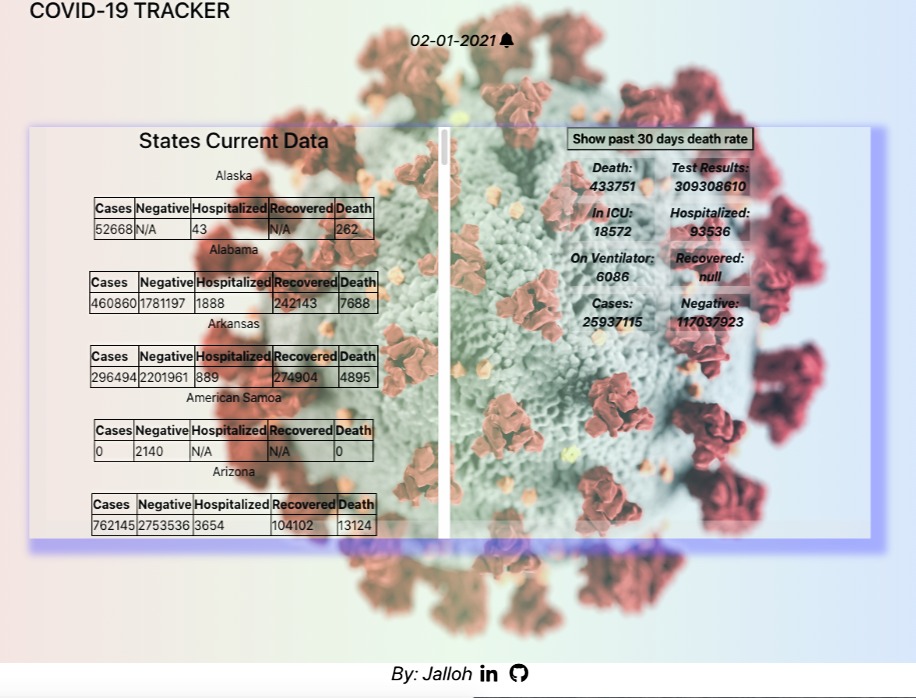 COVID-19 TRACKER
02-01-2021
States Current Data
Alaska
Cases Negative Hospitalized Recovered Death
52668 N/A 43 N/A 262
Alabama
Cases Negative Hospitalized Recovered Death
460860 1781197 1888 242143 7688
Arkansas
Cases Negative Hospitalized Recovered Death
296494 2201961 889 274904 4895
American Samoa
Cases Negative Hospitalized Recovered Death
0 2140 N/A N/A 0
Arizona
Cases Negative Hospitalized Recovered Death
762145 2753536 3654 104102 13124
Show past 30 days death rate
Death: Test Results:
433751 309308610
In ICU: Hospitalized:
18572 93536
On Ventilator: Recovered:
6086 null
Cases: Negative:
25937115 117037923
By: Jalloh in